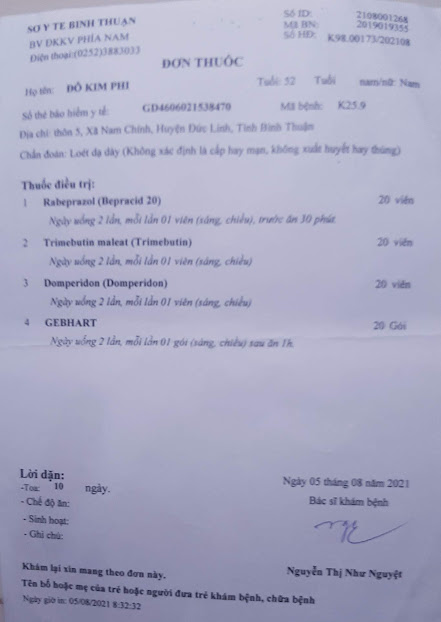 SỞ Y TẾ BÌNH THUẬN
BV ĐKKV PHÍA NAM
Điện thoại:(0252)3883033
Số ID: 2108001268
Mã BN: 2019019355
Số HĐ: K98.00173/202108
ĐƠN THUỐC
Họ tên: ĐỖ KIM PHI Tuổi: 52 Tuổi nam/nữ: Nam
Số thẻ bảo hiểm y tế: GD4606021538470 Mã bệnh: K25.9
Địa chỉ: thôn 5, Xã Nam Chính, Huyện Đức Linh, Tỉnh Bình Thuận
Chẩn đoán: Loét dạ dày (Không xác định là cấp hay mạn, không xuất huyết hay thủng)
Thuốc điều trị:
1 Rabeprazol (Bepracid 20) 20 viên
Ngày uống 2 lần, mỗi lần 01 viên (sáng, chiều), trước ăn 30 phút
2 Trimebutin maleat (Trimebutin) 20 viên
Ngày uống 2 lần, mỗi lần 01 viên (sáng, chiều)
3 Domperidon (Domperidon) 20 viên
Ngày uống 2 lần, mỗi lần 01 viên (sáng, chiều)
4 GEBHART 20 Gói
Ngày uống 2 lần, mỗi lần 01 gói (sáng, chiều) sau ăn 1h.
Lời dặn:
-Toa: 10 ngày.
- Chế độ ăn:
- Sinh hoạt:
- Ghi chú:
Ngày 05 tháng 08 năm 2021
Bác sĩ khám bệnh
Nguyễn Thị Như Nguyệt
Khám lại xin mang theo đơn này.
Tên bố hoặc mẹ của trẻ hoặc người đưa trẻ khám bệnh, chữa bệnh
Ngày giờ in: 05/08/2021 8:32:32